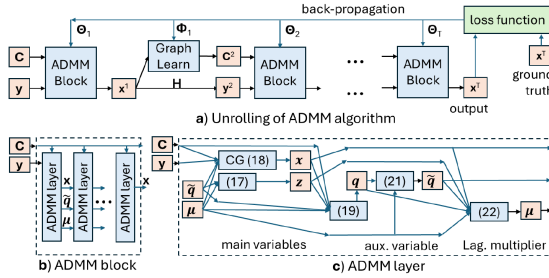 back-propagation
loss function
Θ₁
Φ₁
Θ₂
Θ_T
C
y
ADMM Block
x¹
Graph Learn
H
C²
y²
ADMM Block
...
...
ADMM Block
x^T
output
x^T
ground truth
a) Unrolling of ADMM algorithm
C
y
ADMM layer
x
q̃
μ
ADMM layer
...
ADMM layer
x
b) ADMM block
C
y
q̃
μ
CG (18)
x
(17)
z
(19)
q
(21)
q̃
(22)
μ
main variables
aux. variable
Lag. multiplier
c) ADMM layer